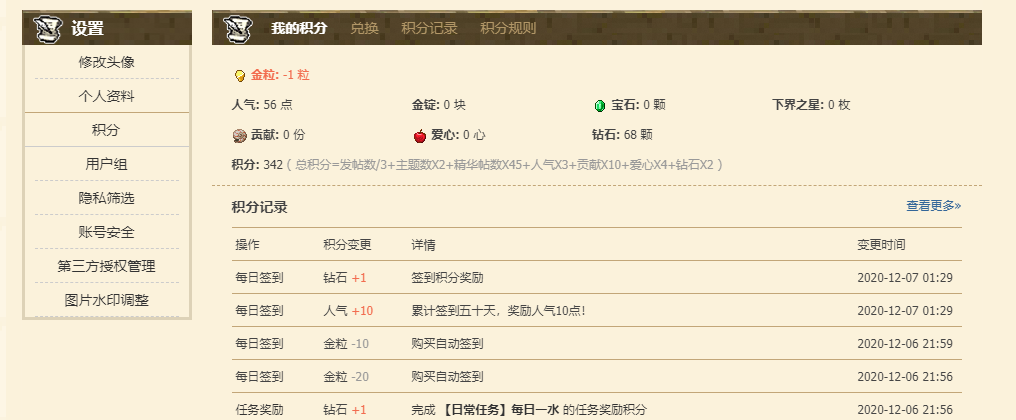 设置
修改头像
个人资料
积分
用户组
隐私筛选
账号安全
第三方授权管理
图片水印调整
我的积分 兑换 积分记录 积分规则
金粒: -1 粒
人气: 56 点 金锭: 0 块 宝石: 0 颗 下界之星: 0 枚
贡献: 0 份 爱心: 0 心 钻石: 68 颗
积分: 342 ( 总积分=发帖数/3+主题数X2+精华帖数X45+人气X3+贡献X10+爱心X4+钻石X2 )
积分记录 查看更多»
操作 积分变更 详情 变更时间
每日签到 钻石 +1 签到积分奖励 2020-12-07 01:29
每日签到 人气 +10 累计签到五十天，奖励人气10点！ 2020-12-07 01:29
每日签到 金粒 -10 购买自动签到 2020-12-06 21:59
每日签到 金粒 -20 购买自动签到 2020-12-06 21:56
任务奖励 钻石 +1 完成 【日常任务】每日一水 的任务奖励积分 2020-12-06 21:56